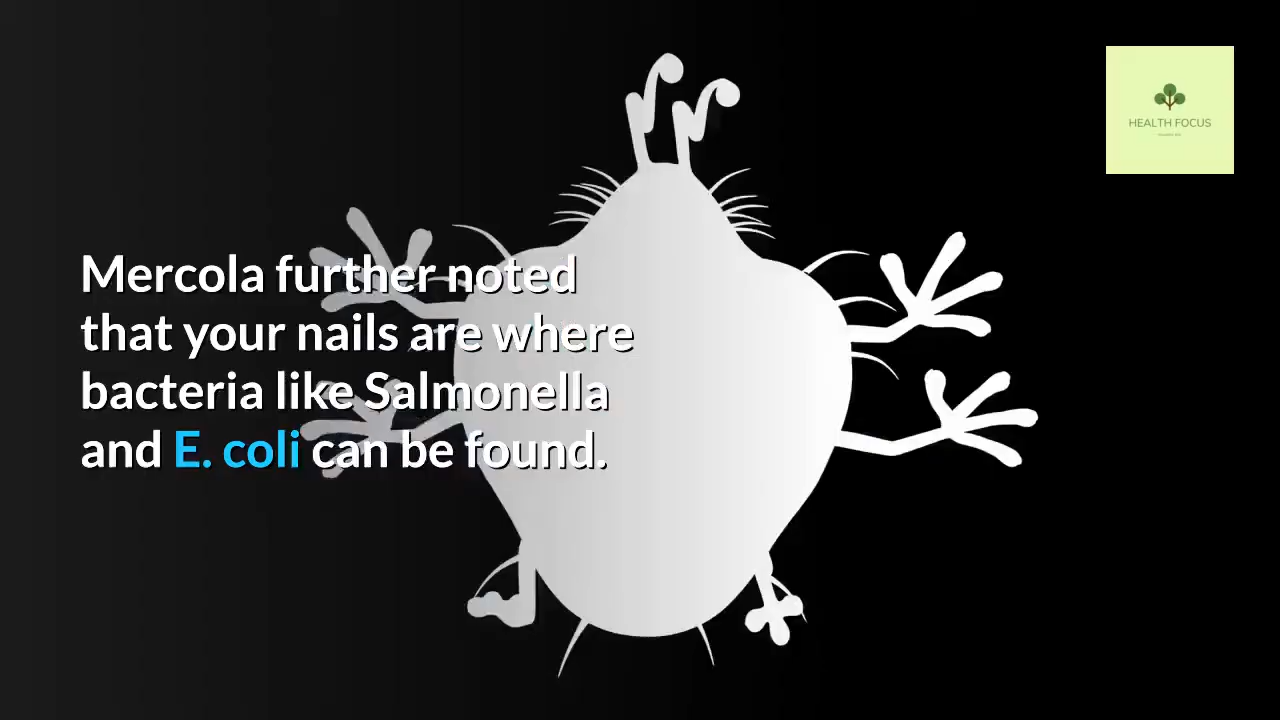 HEALTH FOCUS
Mercola further noted
that your nails are where
bacteria like Salmonella
and E. coli can be found.